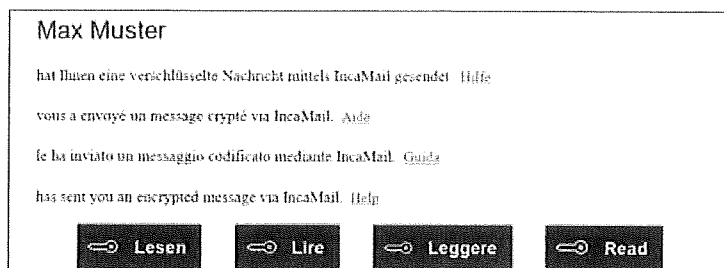 Max Muster
hat Ihnen eine verschlüsselte Nachricht mittels IncaMail gesendet Hilfe
vous a envoyé un message crypté via IncaMail. Aide
le ha inviato un messaggio codificato mediante IncaMail. Guida
has sent you an encrypted message via IncaMail. Help
Lesen Lire Leggere Read